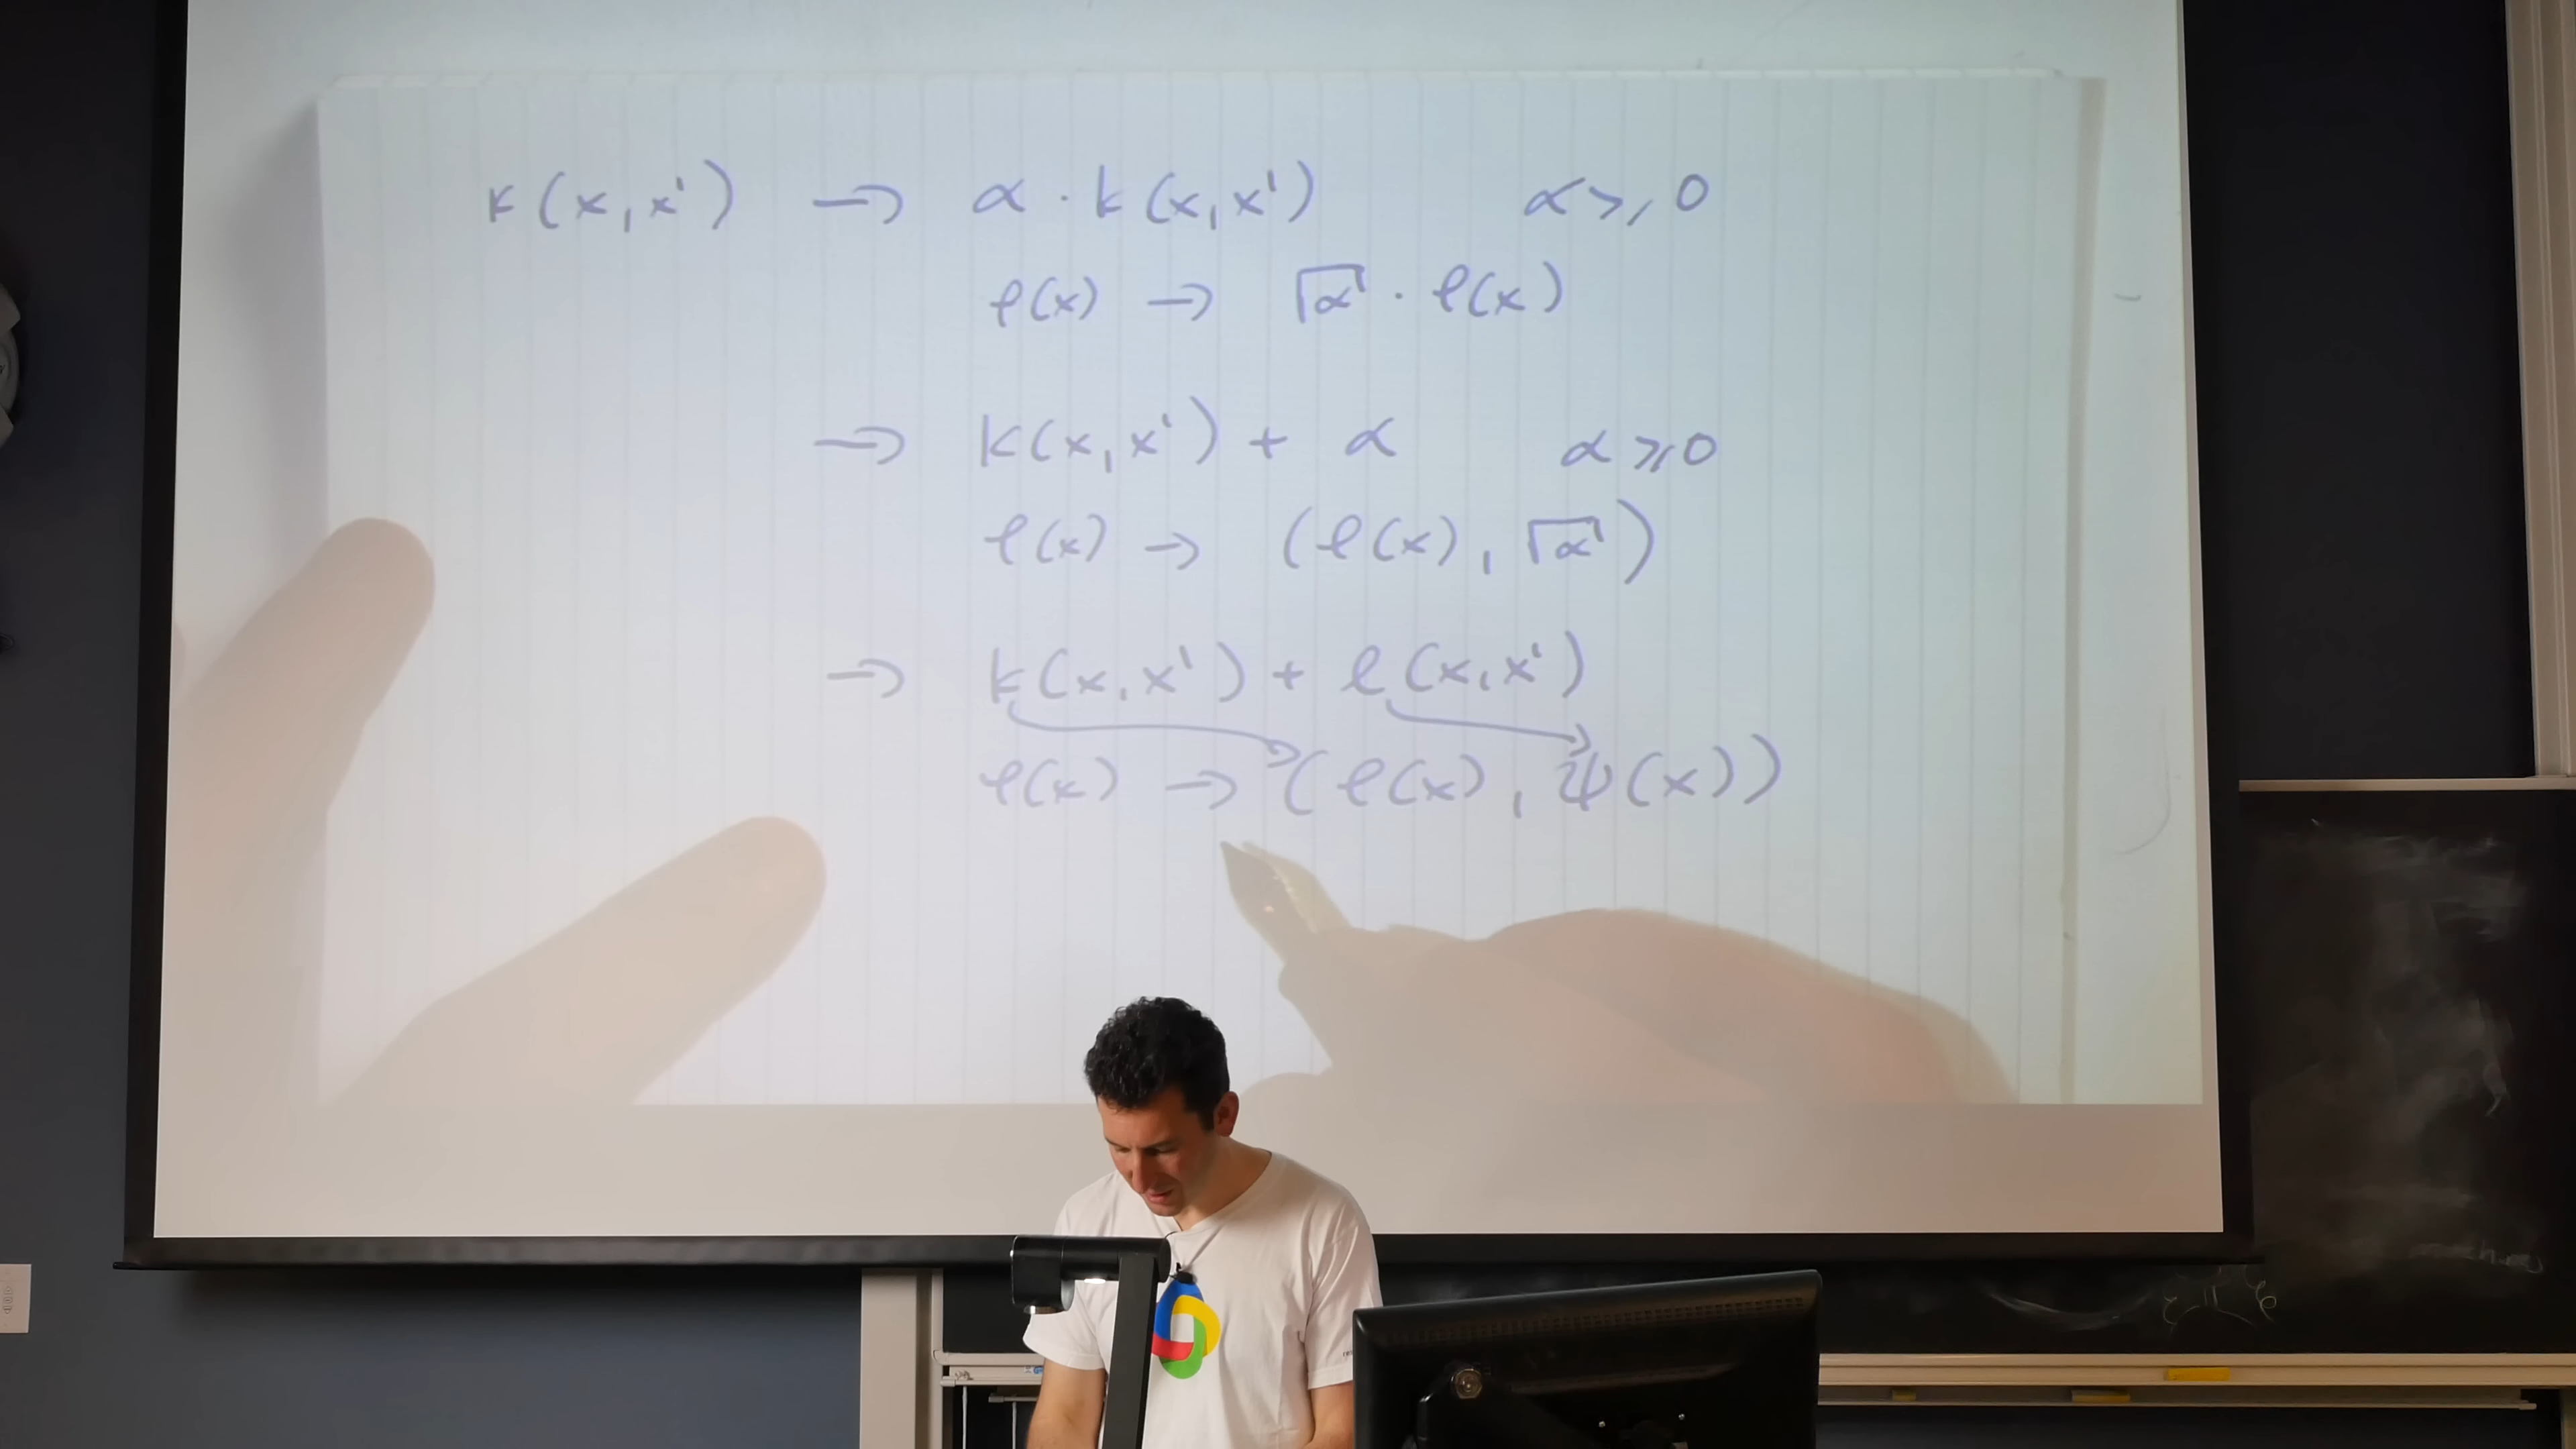 k(x,x') → α · k(x,x') α ≥ 0
φ(x) → √α · φ(x)
→ k(x,x') + α α ≥ 0
φ(x) → (φ(x), √α)
→ k(x,x') + l(x,x')
φ(x) → (φ(x), ψ(x))